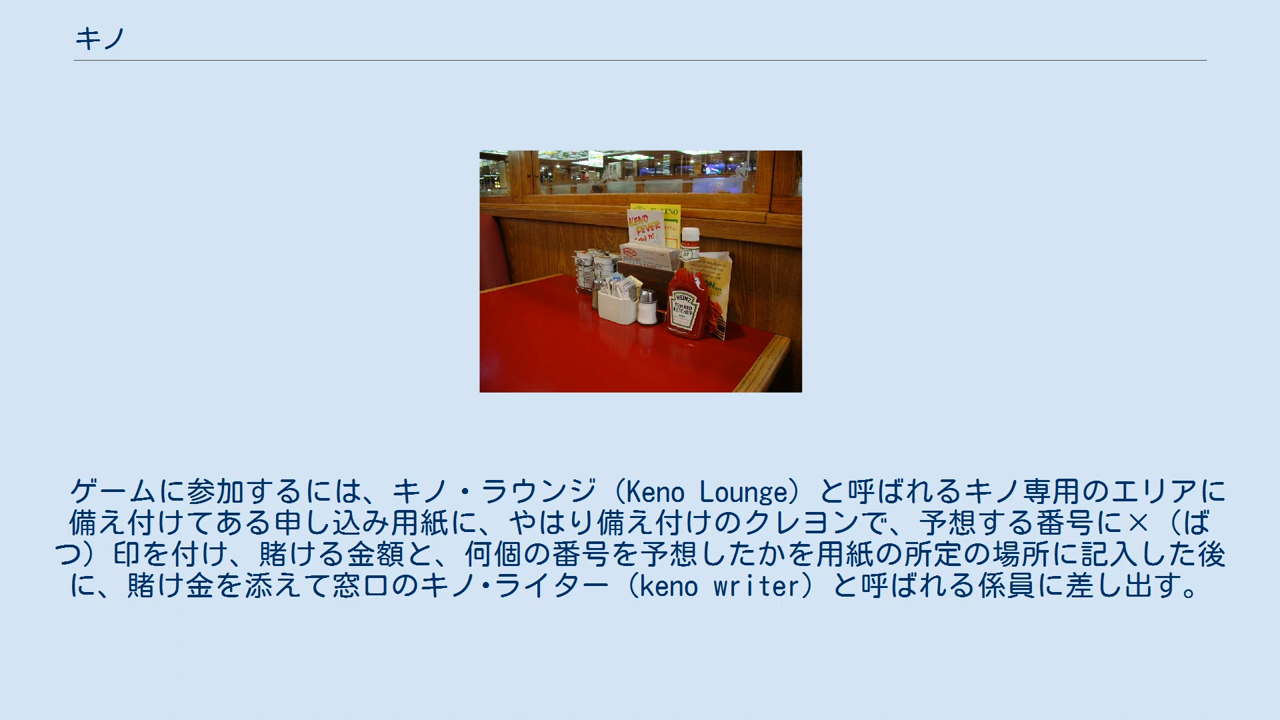 キノ
KENO
FEVER
HEINZ
ゲームに参加するには、キノ・ラウンジ（Keno Lounge）と呼ばれるキノ専用のエリアに
備え付けてある申し込み用紙に、やはり備え付けのクレヨンで、予想する番号に×（ば
つ）印を付け、賭ける金額と、何個の番号を予想したかを用紙の所定の場所に記入した後
に、賭け金を添えて窓口のキノ･ライター（keno writer）と呼ばれる係員に差し出す。